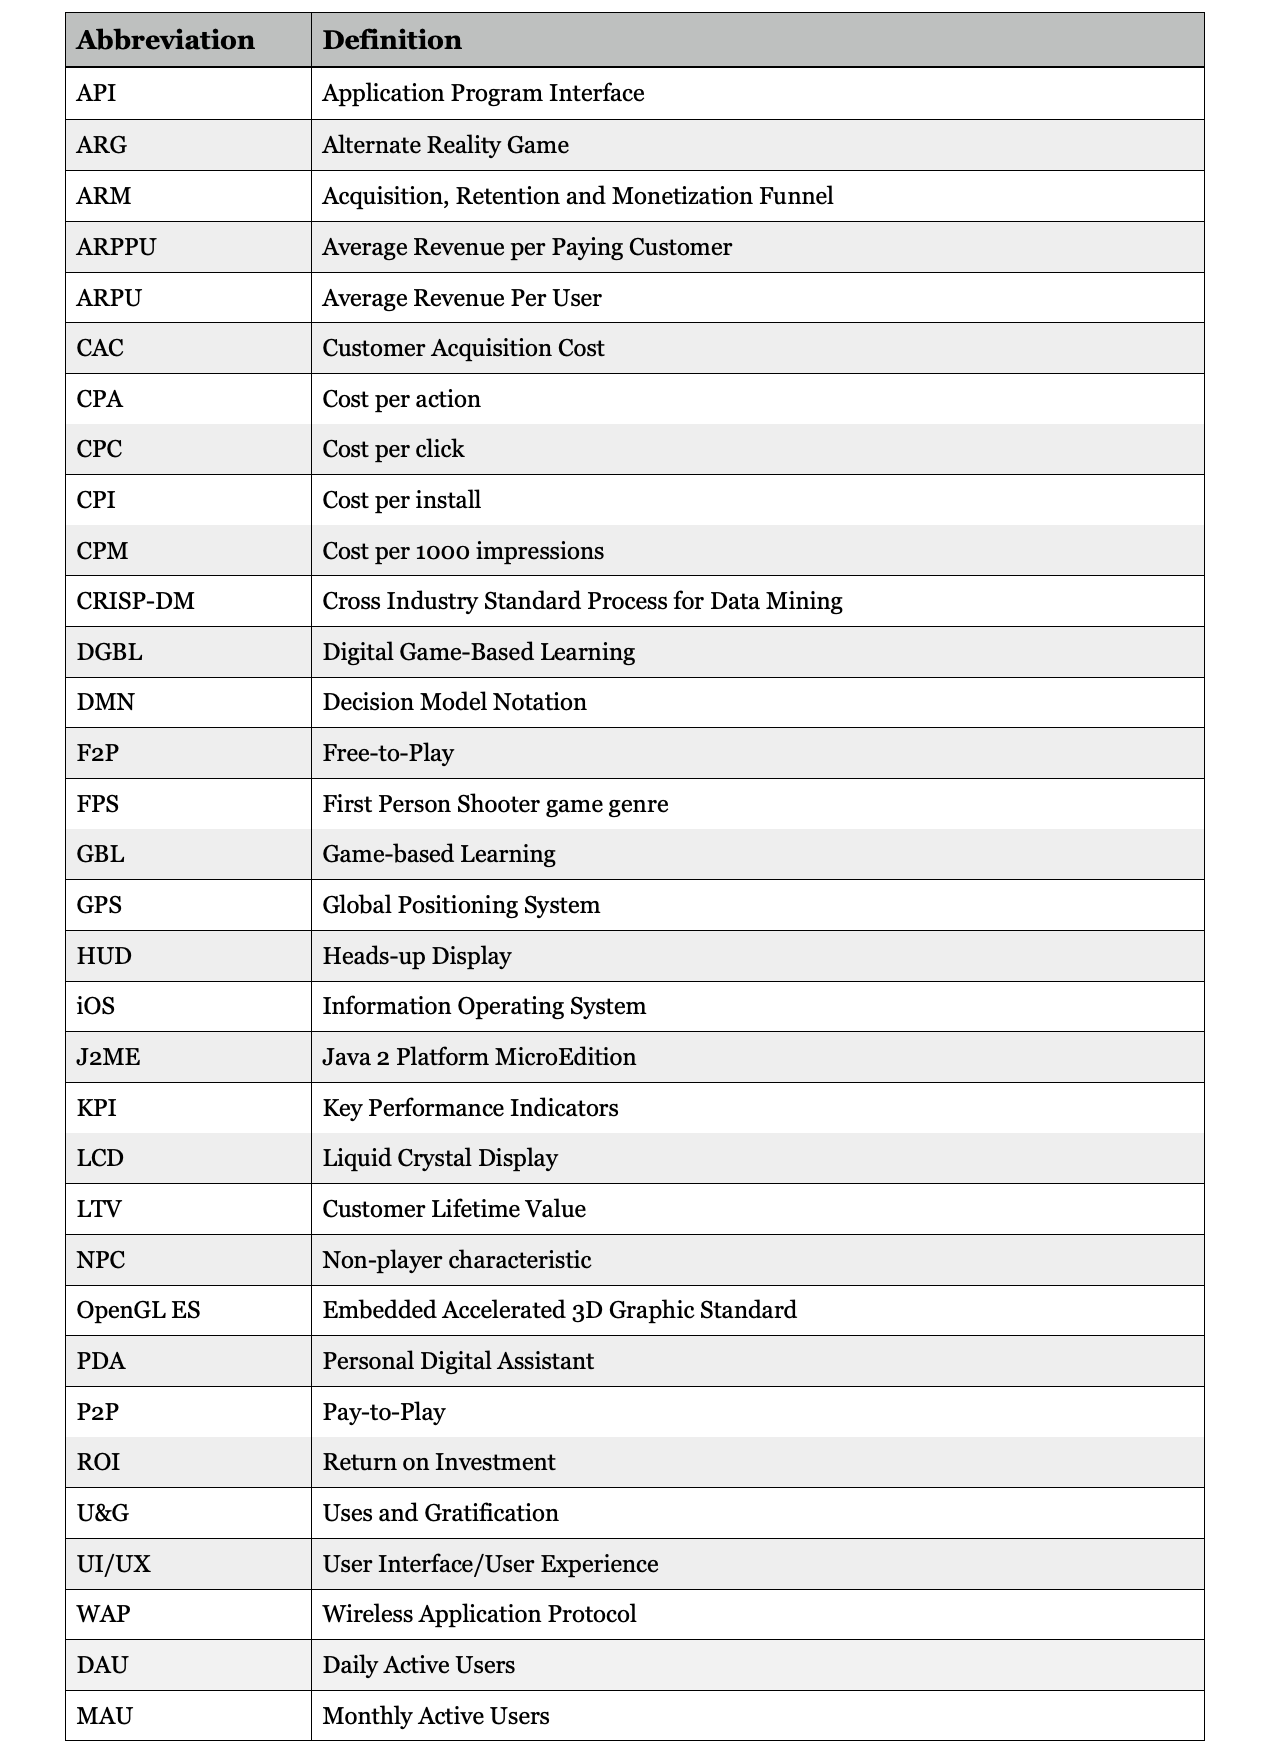 Abbreviation Definition
API Application Program Interface
ARG Alternate Reality Game
ARM Acquisition, Retention and Monetization Funnel
ARPPU Average Revenue per Paying Customer
ARPU Average Revenue Per User
CAC Customer Acquisition Cost
CPA Cost per action
CPC Cost per click
CPI Cost per install
CPM Cost per 1000 impressions
CRISP-DM Cross Industry Standard Process for Data Mining
DGBL Digital Game-Based Learning
DMN Decision Model Notation
F2P Free-to-Play
FPS First Person Shooter game genre
GBL Game-based Learning
GPS Global Positioning System
HUD Heads-up Display
iOS Information Operating System
J2ME Java 2 Platform MicroEdition
KPI Key Performance Indicators
LCD Liquid Crystal Display
LTV Customer Lifetime Value
NPC Non-player characteristic
OpenGL ES Embedded Accelerated 3D Graphic Standard
PDA Personal Digital Assistant
P2P Pay-to-Play
ROI Return on Investment
U&G Uses and Gratification
UI/UX User Interface/User Experience
WAP Wireless Application Protocol
DAU Daily Active Users
MAU Monthly Active Users